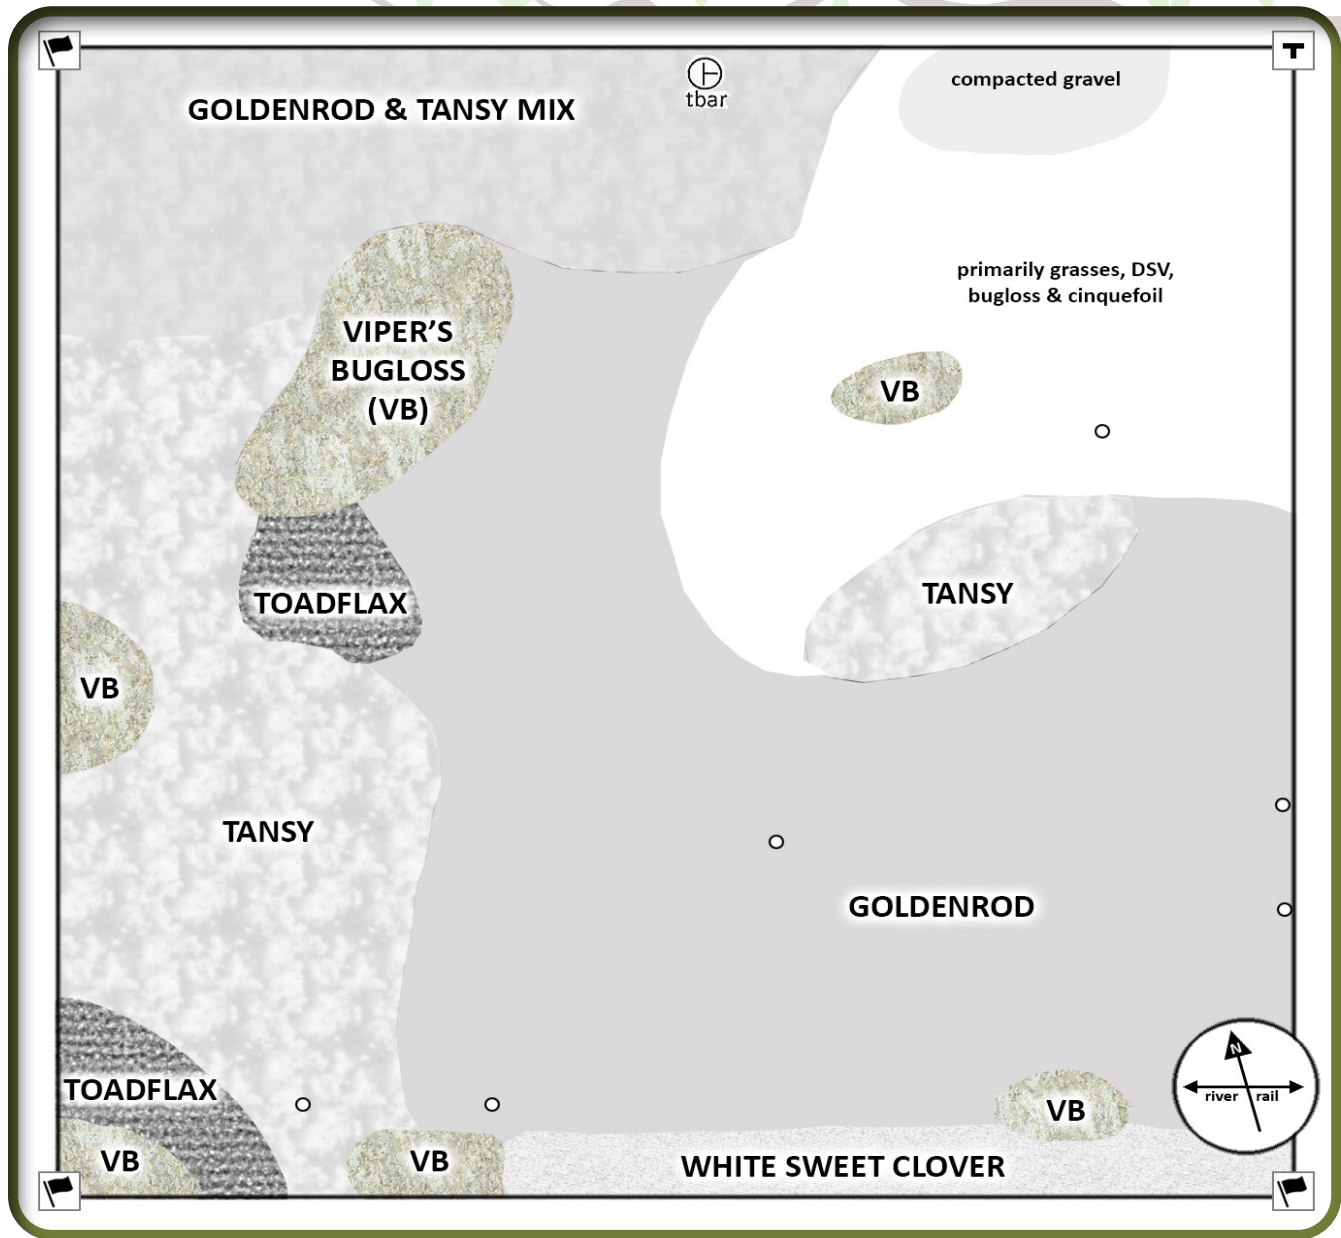 T
compacted gravel
tbar
GOLDENROD & TANSY MIX
primarily grasses, DSV,
bugloss & cinquefoil
VIPER’S
BUGLOSS
(VB)
VB
TANSY
TOADFLAX
VB
TANSY
GOLDENROD
N
river rail
TOADFLAX
VB
VB
VB
WHITE SWEET CLOVER